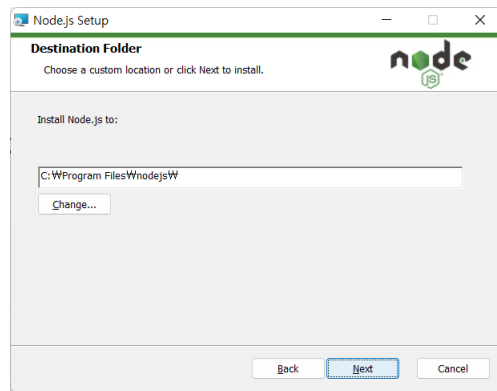 Node.js Setup
Destination Folder
Choose a custom location or click Next to install.
node
JS
Install Node.js to:
C:₩Program Files₩nodejs₩
Change...
Back
Next
Cancel